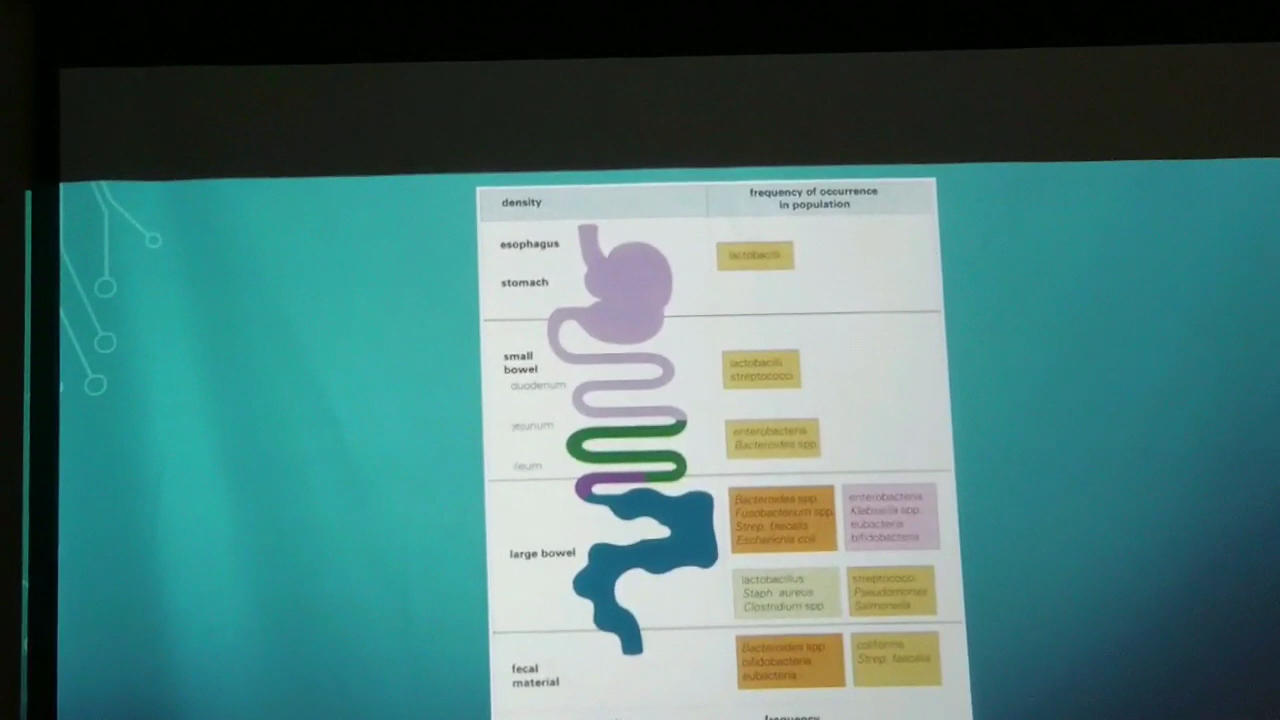 density
frequency of occurrence
in population
esophagus
lactobacilli
stomach
small
bowel
duodenum
lactobacilli
streptococci
jejunum
enterobacteria
Bacteroides spp.
ileum
large bowel
Bacteroides spp.
Fusobacterium spp.
Strep. faecalis
Escherichia coli
enterobacteria
Klebsiella spp.
eubacteria
bifidobacteria
lactobacillus
Staph. aureus
Clostridium spp.
streptococci
Pseudomonas
Salmonella
fecal
material
Bacteroides spp.
bifidobacteria
eubacteria
coliforms
Strep. faecalis
frequency